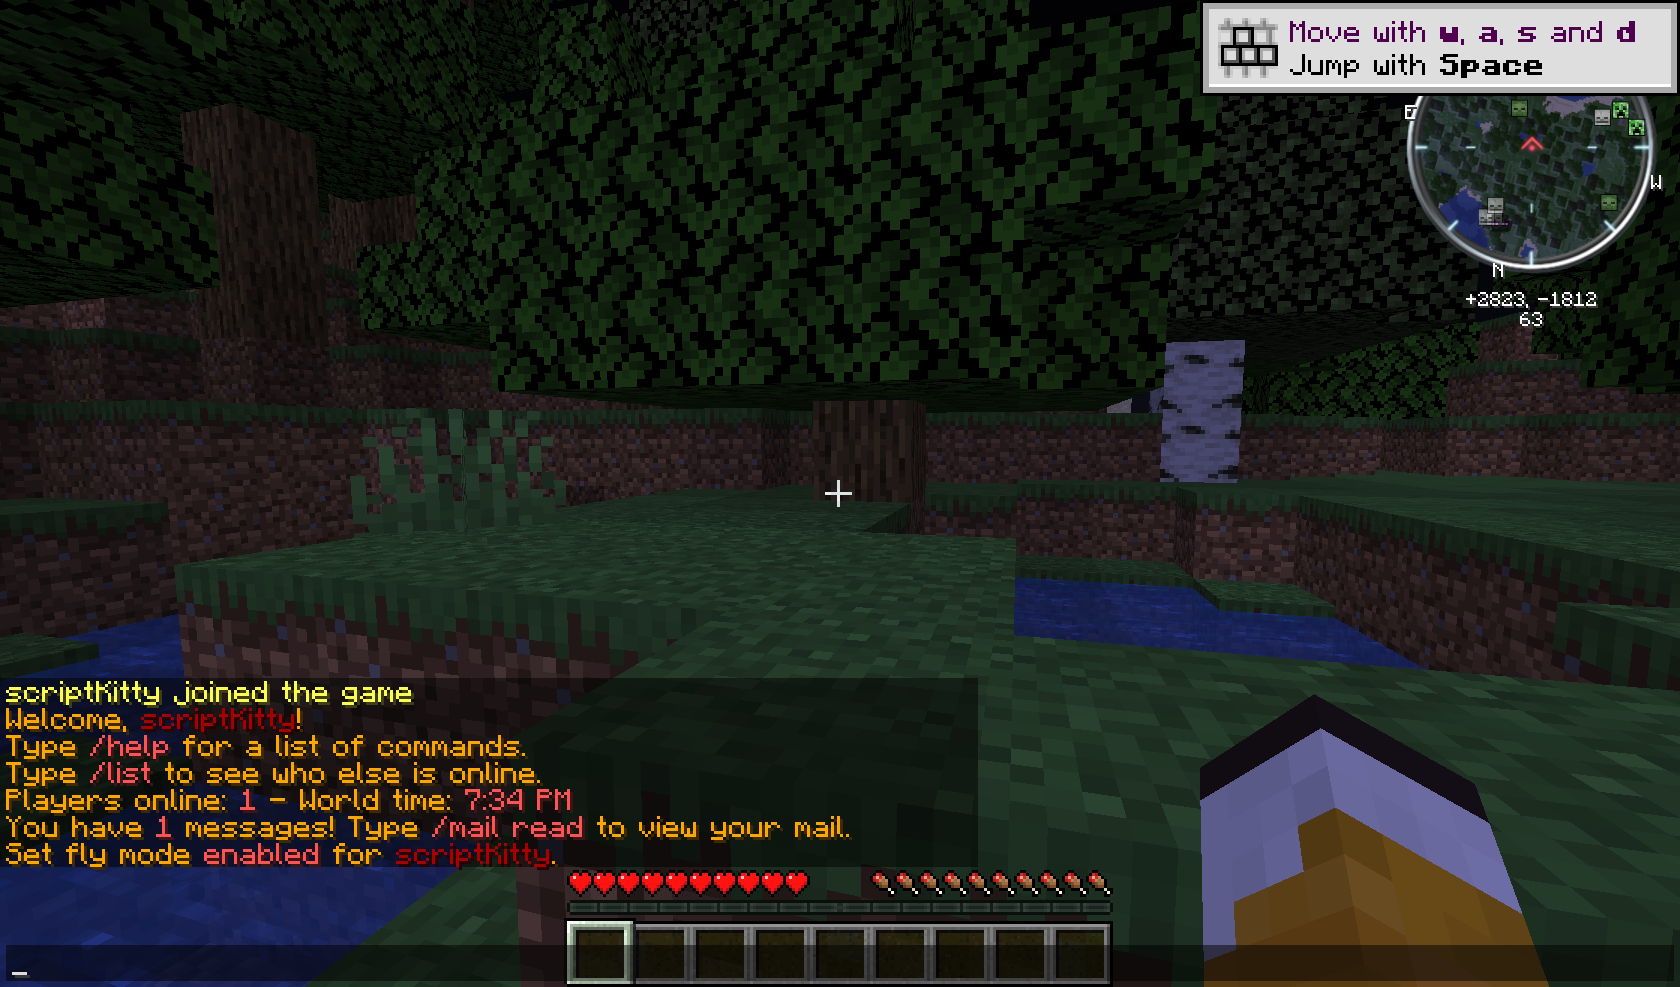 Move with w, a, s and d
Jump with Space
W
N
+2823, -1812
63
scriptKitty joined the game
Welcome, scriptKitty!
Type /help for a list of commands.
Type /list to see who else is online.
Players online: 1 - World time: 7:34 PM
You have 1 messages! Type /mail read to view your mail.
Set fly mode enabled for scriptKitty.
_